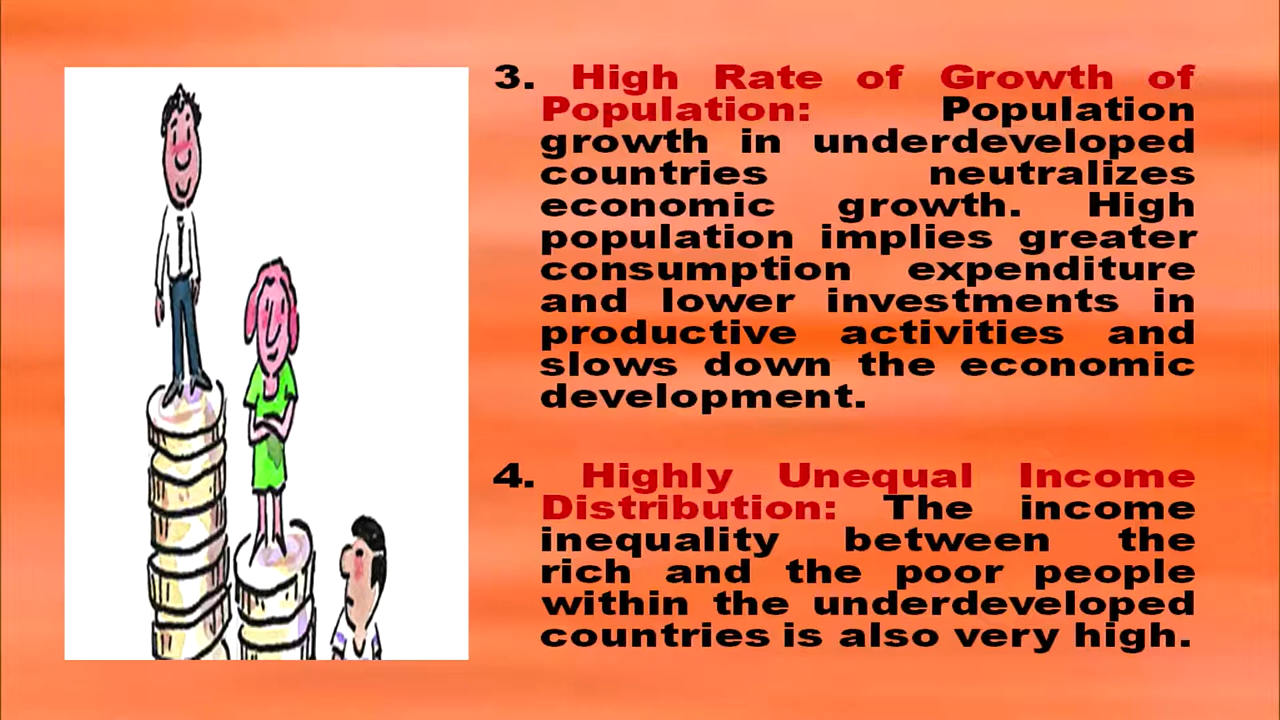 3. High Rate of Growth of
Population: Population
growth in underdeveloped
countries neutralizes
economic growth. High
population implies greater
consumption expenditure
and lower investments in
productive activities and
slows down the economic
development.
4. Highly Unequal Income
Distribution: The income
inequality between the
rich and the poor people
within the underdeveloped
countries is also very high.